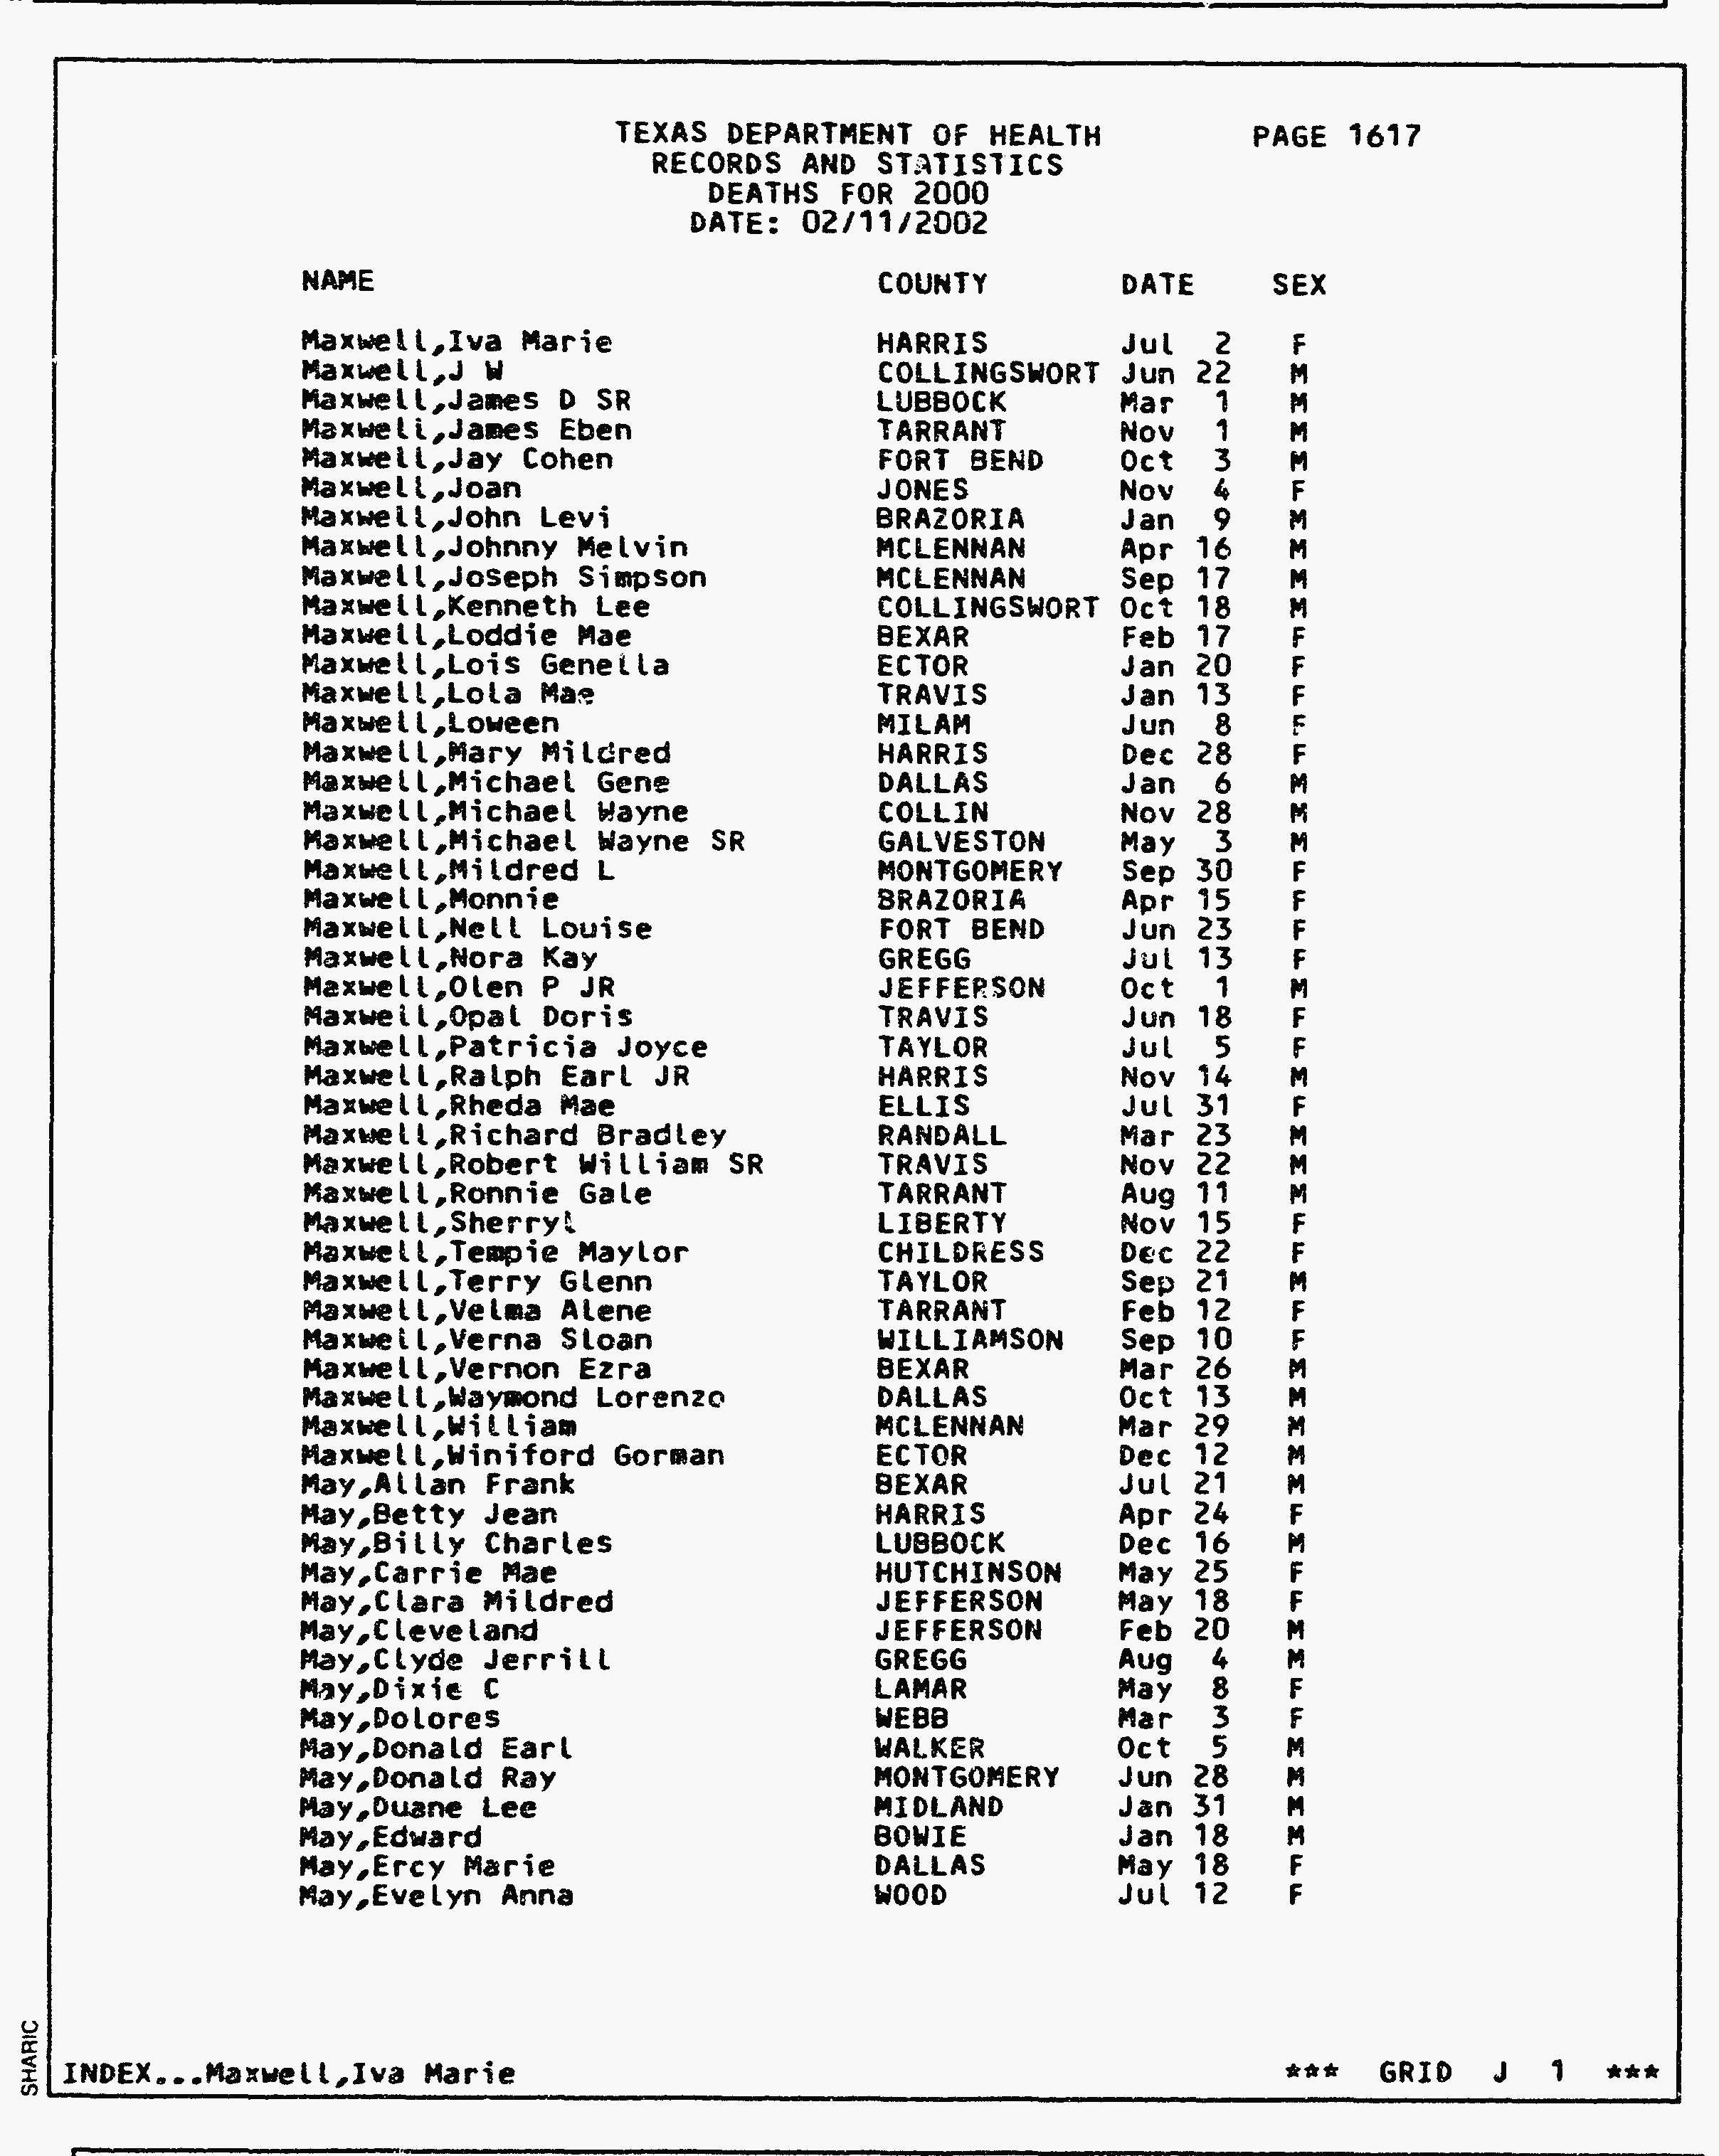 TEXAS DEPARTMENT OF HEALTH PAGE 1617
RECORDS AND STATISTICS
DEATHS FOR 2000
DATE: 02/11/2002
NAME COUNTY DATE SEX
Maxwell,Iva Marie HARRIS Jul 2 F
Maxwell,J W COLLINGSWORT Jun 22 M
Maxwell,James D SR LUBBOCK Mar 1 M
Maxwell,James Eben TARRANT Nov 1 M
Maxwell,Jay Cohen FORT BEND Oct 3 M
Maxwell,Joan JONES Nov 4 F
Maxwell,John Levi BRAZORIA Jan 9 M
Maxwell,Johnny Melvin MCLENNAN Apr 16 M
Maxwell,Joseph Simpson MCLENNAN Sep 17 M
Maxwell,Kenneth Lee COLLINGSWORT Oct 18 M
Maxwell,Loddie Mae BEXAR Feb 17 F
Maxwell,Lois Genella ECTOR Jan 20 F
Maxwell,Lola Mae TRAVIS Jan 13 F
Maxwell,Loween MILAM Jun 8 F
Maxwell,Mary Mildred HARRIS Dec 28 F
Maxwell,Michael Gene DALLAS Jan 6 M
Maxwell,Michael Wayne COLLIN Nov 28 M
Maxwell,Michael Wayne SR GALVESTON May 3 M
Maxwell,Mildred L MONTGOMERY Sep 30 F
Maxwell,Monnie BRAZORIA Apr 15 F
Maxwell,Nell Louise FORT BEND Jun 23 F
Maxwell,Nora Kay GREGG Jul 13 F
Maxwell,Olen P JR JEFFERSON Oct 1 M
Maxwell,Opal Doris TRAVIS Jun 18 F
Maxwell,Patricia Joyce TAYLOR Jul 5 F
Maxwell,Ralph Earl JR HARRIS Nov 14 M
Maxwell,Rheda Mae ELLIS Jul 31 F
Maxwell,Richard Bradley RANDALL Mar 23 M
Maxwell,Robert William SR TRAVIS Nov 22 M
Maxwell,Ronnie Gale TARRANT Aug 11 M
Maxwell,Sherryl LIBERTY Nov 15 F
Maxwell,Tempie Maylor CHILDRESS Dec 22 F
Maxwell,Terry Glenn TAYLOR Sep 21 M
Maxwell,Velma Alene TARRANT Feb 12 F
Maxwell,Verna Sloan WILLIAMSON Sep 10 F
Maxwell,Vernon Ezra BEXAR Mar 26 M
Maxwell,Waymond Lorenzo DALLAS Oct 13 M
Maxwell,William MCLENNAN Mar 29 M
Maxwell,Winiford Gorman ECTOR Dec 12 M
May,Allan Frank BEXAR Jul 21 M
May,Betty Jean HARRIS Apr 24 F
May,Billy Charles LUBBOCK Dec 16 M
May,Carrie Mae HUTCHINSON May 25 F
May,Clara Mildred JEFFERSON May 18 F
May,Cleveland JEFFERSON Feb 20 M
May,Clyde Jerrill GREGG Aug 4 M
May,Dixie C LAMAR May 8 F
May,Dolores WEBB Mar 3 F
May,Donald Earl WALKER Oct 5 M
May,Donald Ray MONTGOMERY Jun 28 M
May,Duane Lee MIDLAND Jan 31 M
May,Edward BOWIE Jan 18 M
May,Ercy Marie DALLAS May 18 F
May,Evelyn Anna WOOD Jul 12 F
SHARIC
INDEX...Maxwell,Iva Marie *** GRID J 1 ***